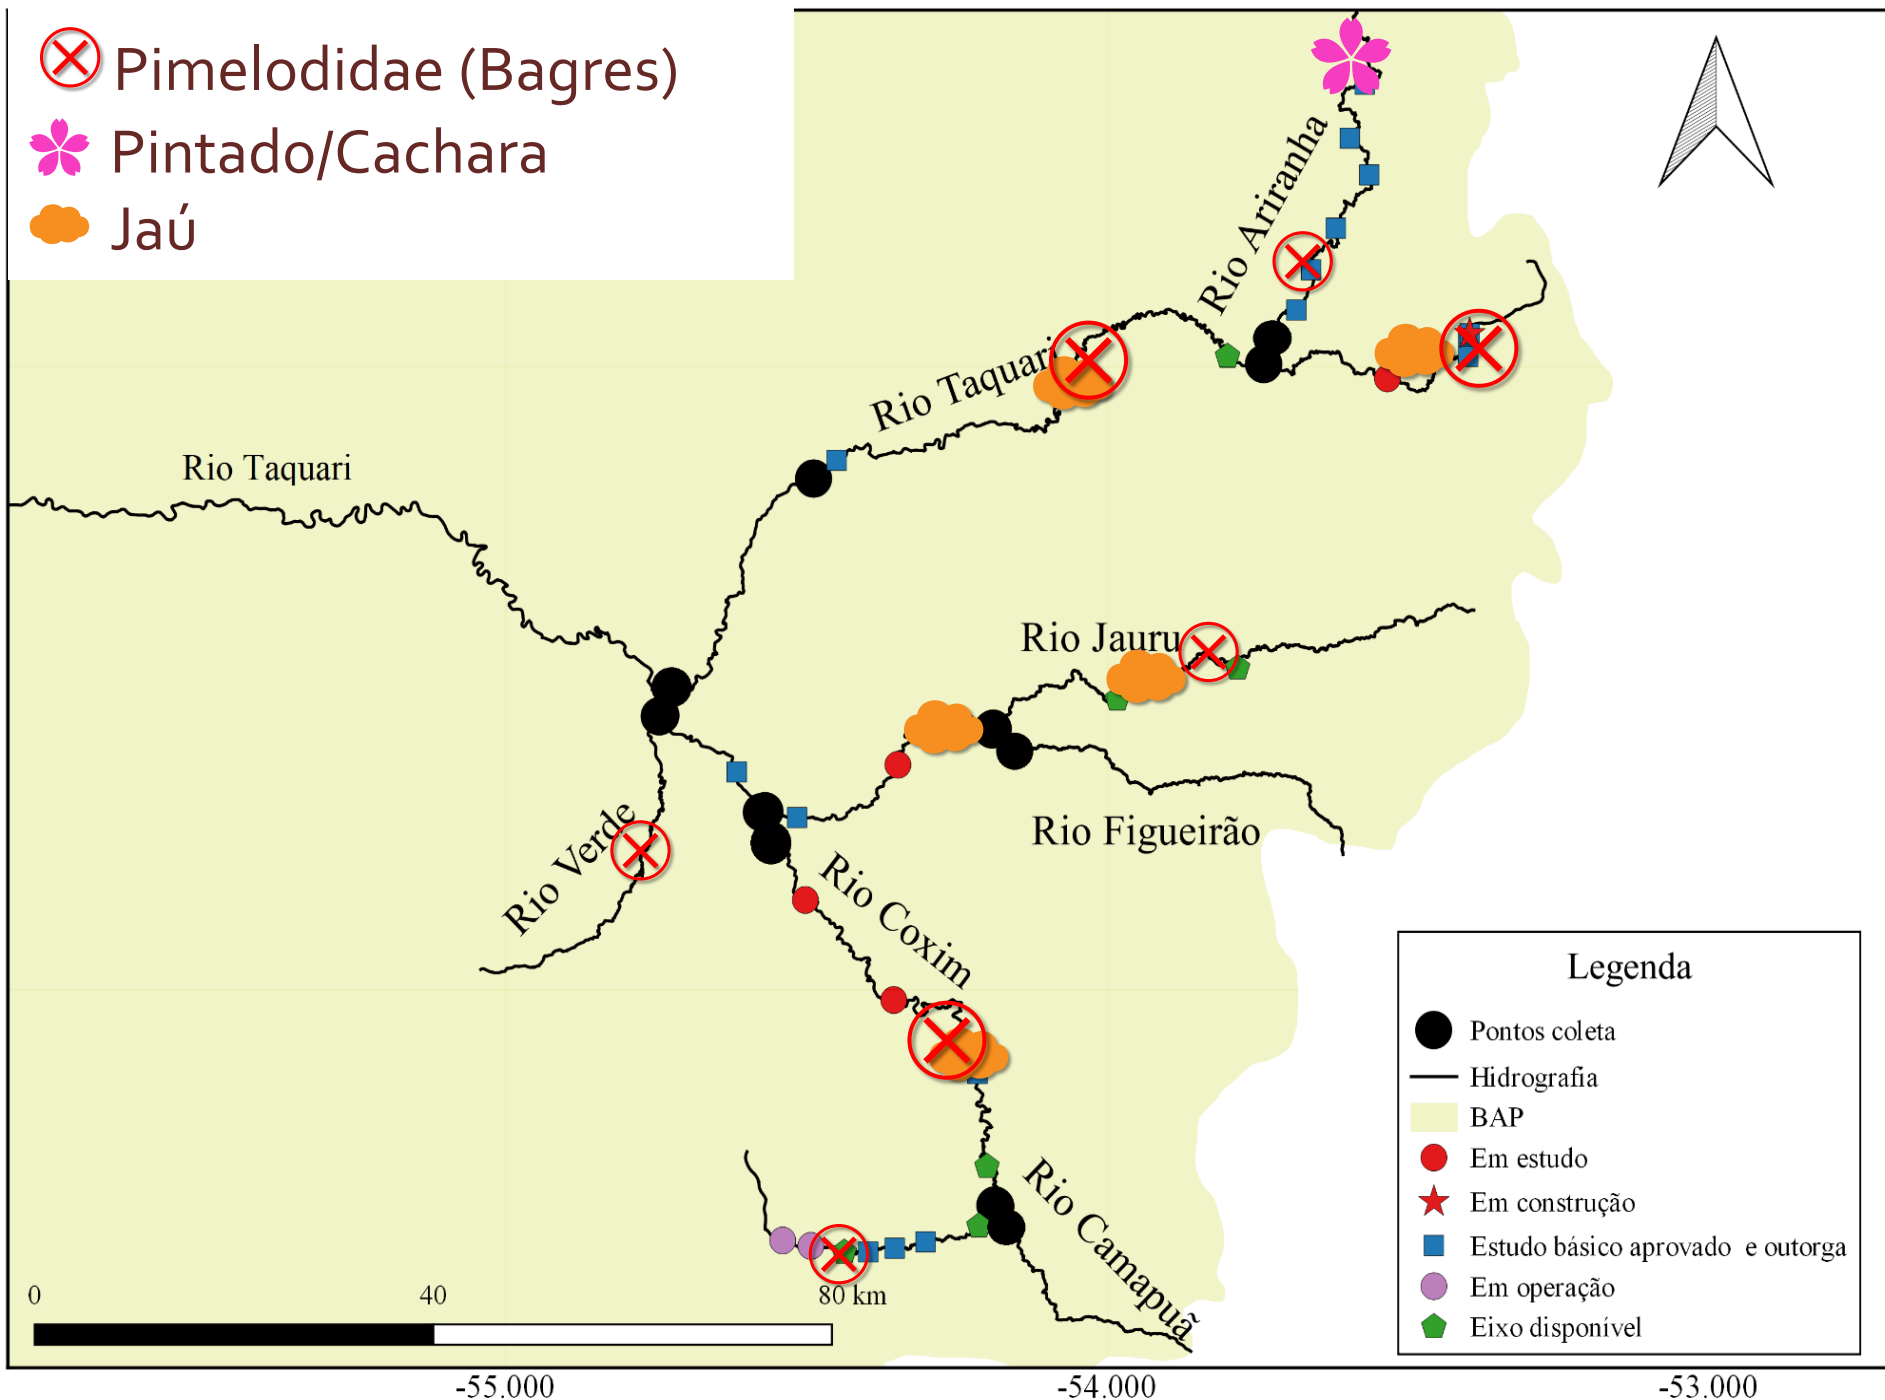 Pimelodidae (Bagres)
Pintado/Cachara
Jaú
Rio Ariranha
Rio Taquari
Rio Taquari
Rio Jauru
Rio Figueirão
Rio Verde
Rio Coxim
Rio Camapuã
Legenda
Pontos coleta
Hidrografia
BAP
Em estudo
Em construção
Estudo básico aprovado e outorga
Em operação
Eixo disponível
0 40 80 km
-55.000 -54.000 -53.000